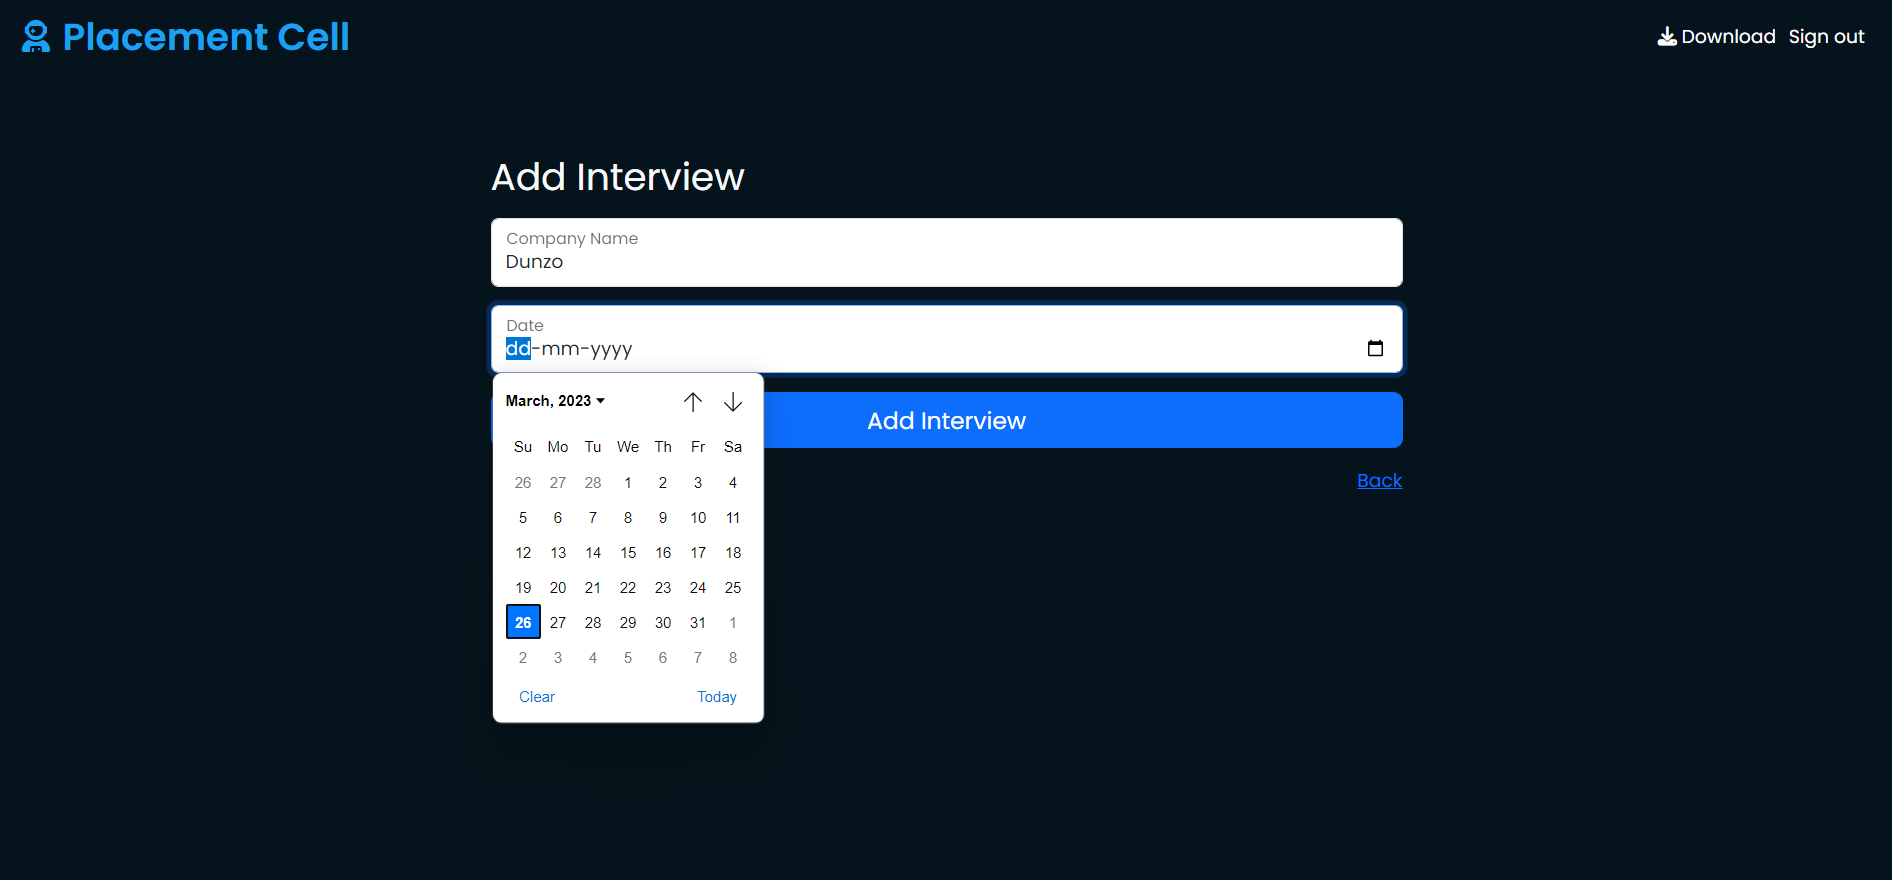 Placement Cell
Download Sign out
Add Interview
Company Name
Dunzo
Date
dd-mm-yyyy
March, 2023
Add Interview
Su Mo Tu We Th Fr Sa
26 27 28 1 2 3 4
5 6 7 8 9 10 11
12 13 14 15 16 17 18
19 20 21 22 23 24 25
26 27 28 29 30 31 1
2 3 4 5 6 7 8
Clear Today
Back